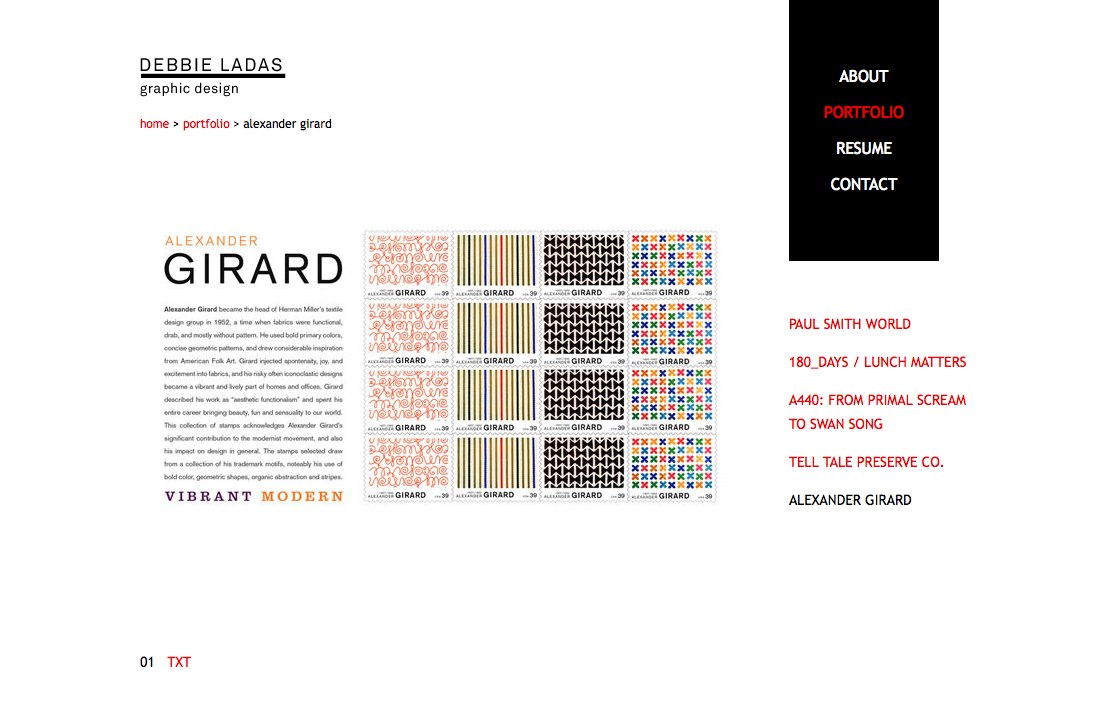 DEBBIE LADAS
graphic design
home > portfolio > alexander girard
ABOUT
PORTFOLIO
RESUME
CONTACT
ALEXANDER
GIRARD
Alexander Girard became the head of Herman Miller's textile
design group in 1952, a time when fabrics were functional,
drab, and mostly without pattern. He used bold primary colors,
concise geometric patterns, and drew considerable inspiration
from American Folk Art. Girard injected spontenaity, joy, and
excitement into fabrics, and his risky often iconoclastic designs
became a vibrant and lively part of homes and offices. Girard
described his work as "aesthetic functionalism" and spent his
entire career bringing beauty, fun and sensuality to our world.
This collection of stamps acknowledges Alexander Girard's
significant contribution to the modernist movement, and also
his impact on design in general. The stamps selected draw
from a collection of his trademark motifs, noteably his use of
bold color, geometric shapes, organic abstraction and stripes.
VIBRANT MODERN
ALEXANDER GIRARD USA 39 ALEXANDER GIRARD USA 39 ALEXANDER GIRARD USA 39 ALEXANDER GIRARD USA 39
ALEXANDER GIRARD USA 39 ALEXANDER GIRARD USA 39 ALEXANDER GIRARD USA 39 ALEXANDER GIRARD USA 39
ALEXANDER GIRARD USA 39 ALEXANDER GIRARD USA 39 ALEXANDER GIRARD USA 39 ALEXANDER GIRARD USA 39
ALEXANDER GIRARD USA 39 ALEXANDER GIRARD USA 39 ALEXANDER GIRARD USA 39 ALEXANDER GIRARD USA 39
PAUL SMITH WORLD
180_DAYS / LUNCH MATTERS
A440: FROM PRIMAL SCREAM
TO SWAN SONG
TELL TALE PRESERVE CO.
ALEXANDER GIRARD
01 TXT